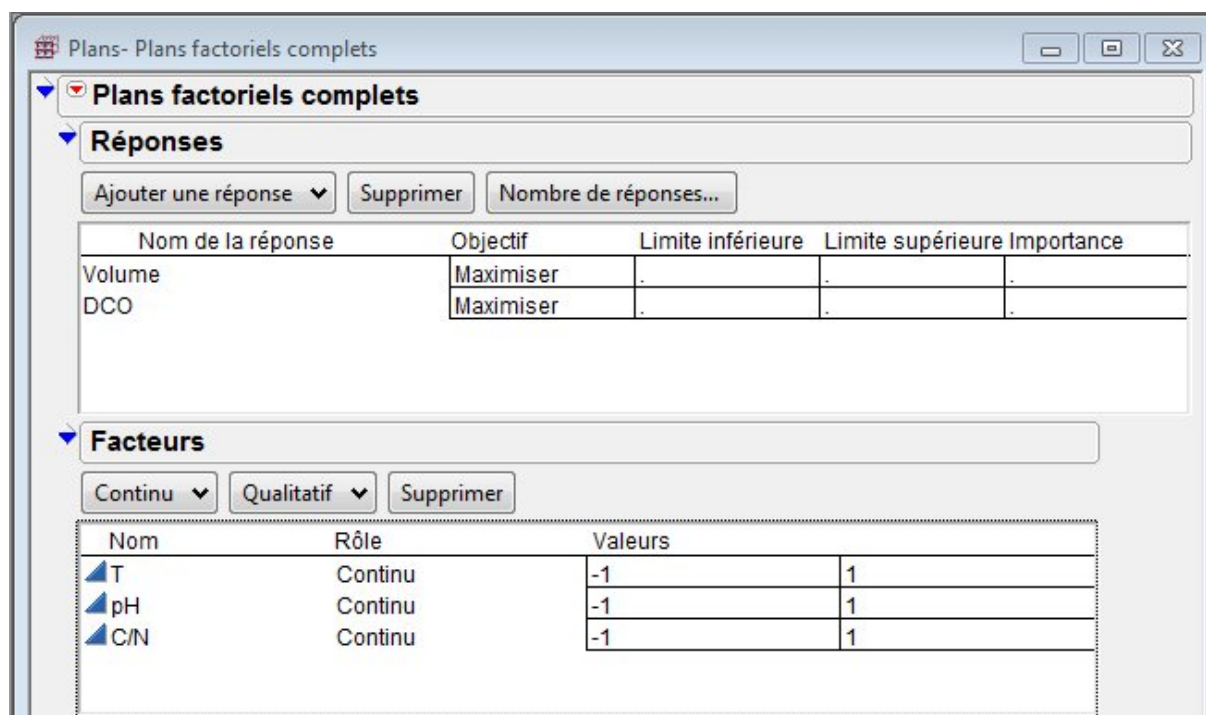 Plans- Plans factoriels complets
Plans factoriels complets
Réponses
Ajouter une réponse Supprimer Nombre de réponses...
Nom de la réponse Objectif Limite inférieure Limite supérieure Importance
Volume Maximiser . . .
DCO Maximiser . . .
Facteurs
Continu Qualitatif Supprimer
Nom Rôle Valeurs
T Continu -1 1
pH Continu -1 1
C/N Continu -1 1